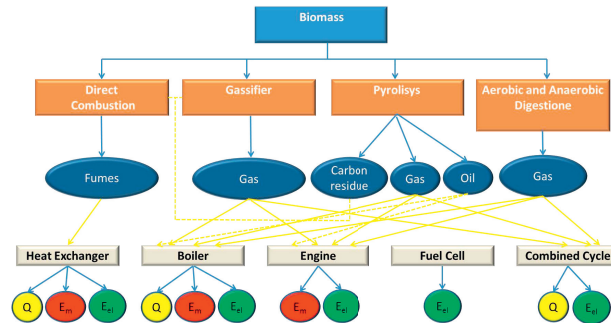 Biomass
Direct
Combustion
Gassifier
Pyrolisys
Aerobic and Anaerobic
Digestione
Fumes
Gas
Carbon
residue
Gas
Oil
Gas
Heat Exchanger
Boiler
Engine
Fuel Cell
Combined Cycle
Q
Em
Eel
Q
Em
Eel
Em
Eel
Eel
Q
Eel